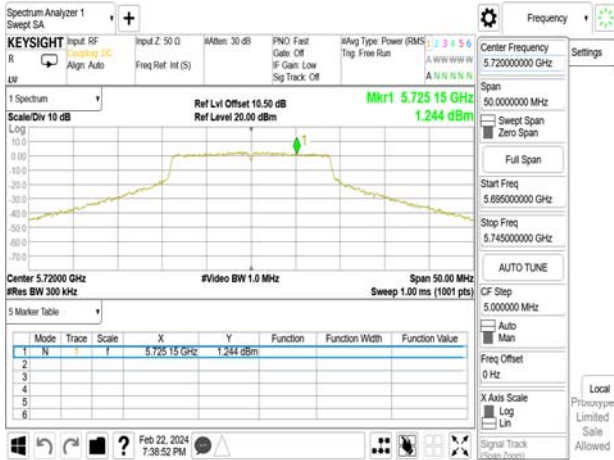 Spectrum Analyzer 1
Swept SA
Frequency
KEYSIGHT
Input: RF
Coupling: DC
Align: Auto
Input Z: 50 Ω
Freq Ref: Int (S)
#Atten: 30 dB
PNO: Fast
Gate: Off
IF Gain: Low
Sig Track: Off
#Avg Type: Power (RMS
Trig: Free Run
1 2 3 4 5 6
A W W W W W
A N N N N N
R
LXI
1 Spectrum
Scale/Div 10 dB
Ref Lvl Offset 10.50 dB
Ref Level 20.00 dBm
Mkr1 5.725 15 GHz
1.244 dBm
Log
10.0
0.00
-10.0
-20.0
-30.0
-40.0
-50.0
-60.0
-70.0
1
Center 5.72000 GHz
#Res BW 300 kHz
#Video BW 1.0 MHz
Span 50.00 MHz
Sweep 1.00 ms (1001 pts)
5 Marker Table
Mode Trace Scale X Y Function Function Width Function Value
1 N 1 f 5.725 15 GHz 1.244 dBm
2
3
4
5
6
Feb 22, 2024
7:38:52 PM
Center Frequency
5.720000000 GHz
Settings
Span
50.0000000 MHz
Swept Span
Zero Span
Full Span
Start Freq
5.695000000 GHz
Stop Freq
5.745000000 GHz
AUTO TUNE
CF Step
5.000000 MHz
Auto
Man
Freq Offset
0 Hz
X Axis Scale
Log
Lin
Signal Track
(Span Zoom)
Local
Prototype
Limited
Sale
Allowed